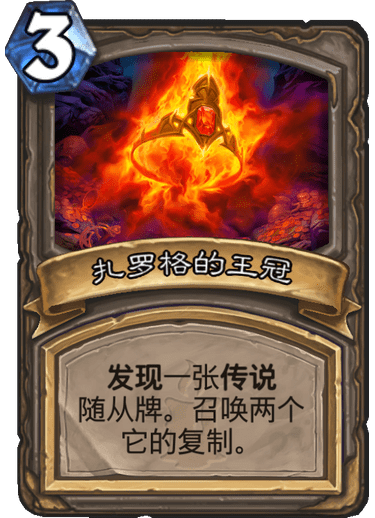 3
扎罗格的王冠
发现一张传说
随从牌。召唤两个
它的复制。